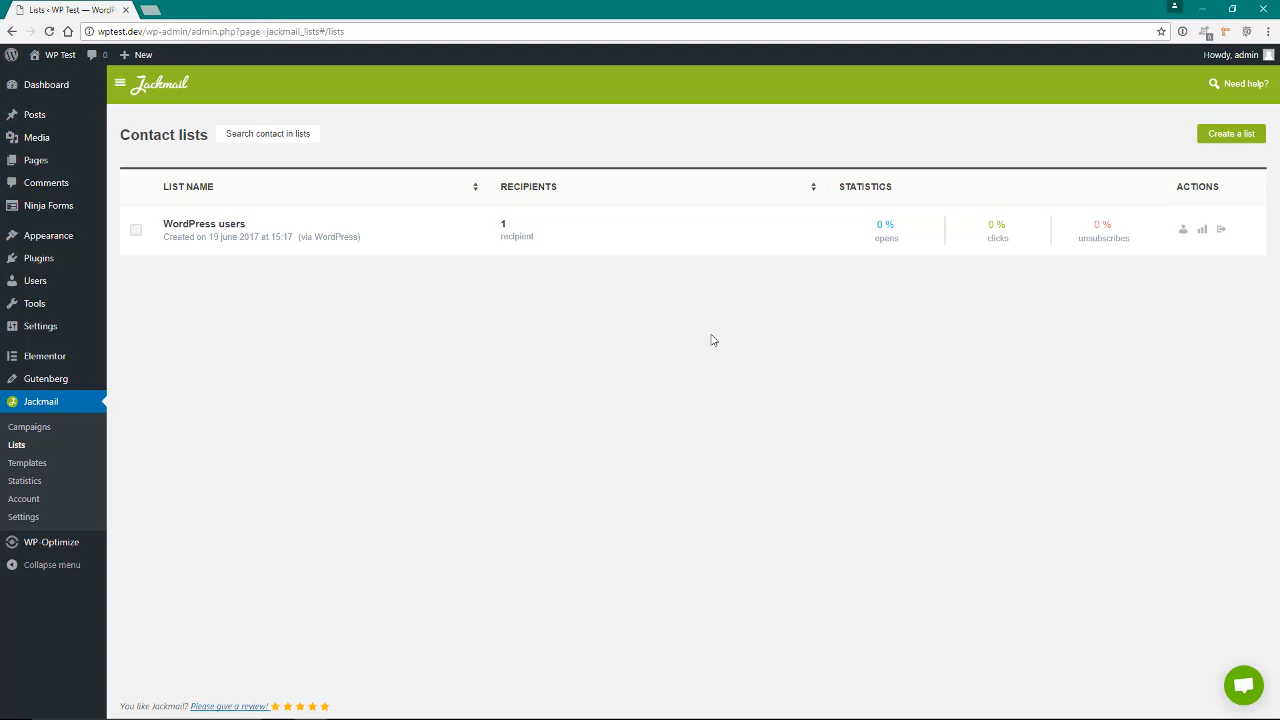 Lists ‹ WP Test — WordP
wptest.dev/wp-admin/admin.php?page=jackmail_lists#/lists
WP Test
0
New
Howdy, admin
Dashboard
Posts
Media
Pages
Comments
Ninja Forms
Appearance
Plugins
Users
Tools
Settings
Elementor
Gutenberg
Jackmail
Campaigns
Lists
Templates
Statistics
Account
Settings
WP-Optimize
Collapse menu
Jackmail
Need help?
Contact lists
Search contact in lists
Create a list
LIST NAME
RECIPIENTS
STATISTICS
ACTIONS
WordPress users
Created on 19 june 2017 at 15:17 (via WordPress)
1
recipient
0 %
opens
0 %
clicks
0 %
unsubscribes
You like Jackmail? Please give a review!